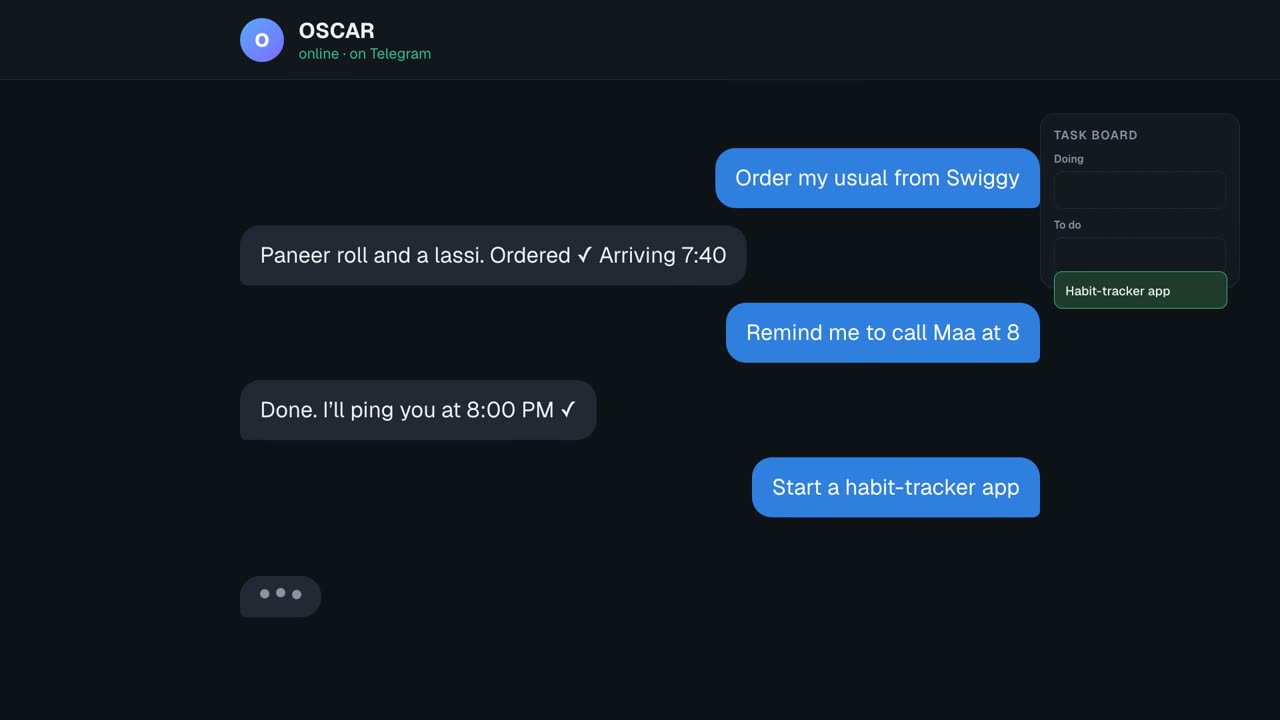 O
OSCAR
online · on Telegram
TASK BOARD
Doing
To do
Habit-tracker app
Order my usual from Swiggy
Paneer roll and a lassi. Ordered ✓ Arriving 7:40
Remind me to call Maa at 8
Done. I’ll ping you at 8:00 PM ✓
Start a habit-tracker app